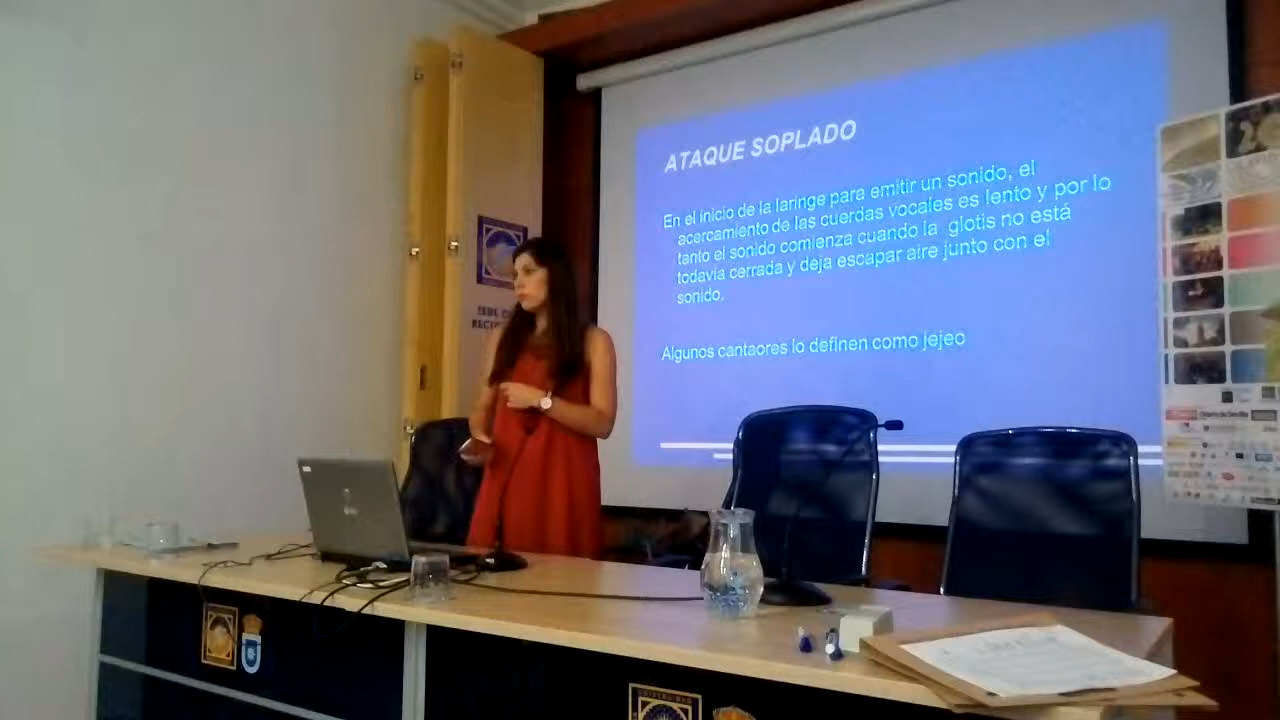 ATAQUE SOPLADO
En el inicio de la laringe para emitir un sonido, el
acercamiento de las cuerdas vocales es lento y por lo
tanto el sonido comienza cuando la glotis no está
todavía cerrada y deja escapar aire junto con el
sonido.
Algunos cantaores lo definen como jejeo
SEDE
UNIVERSIDAD